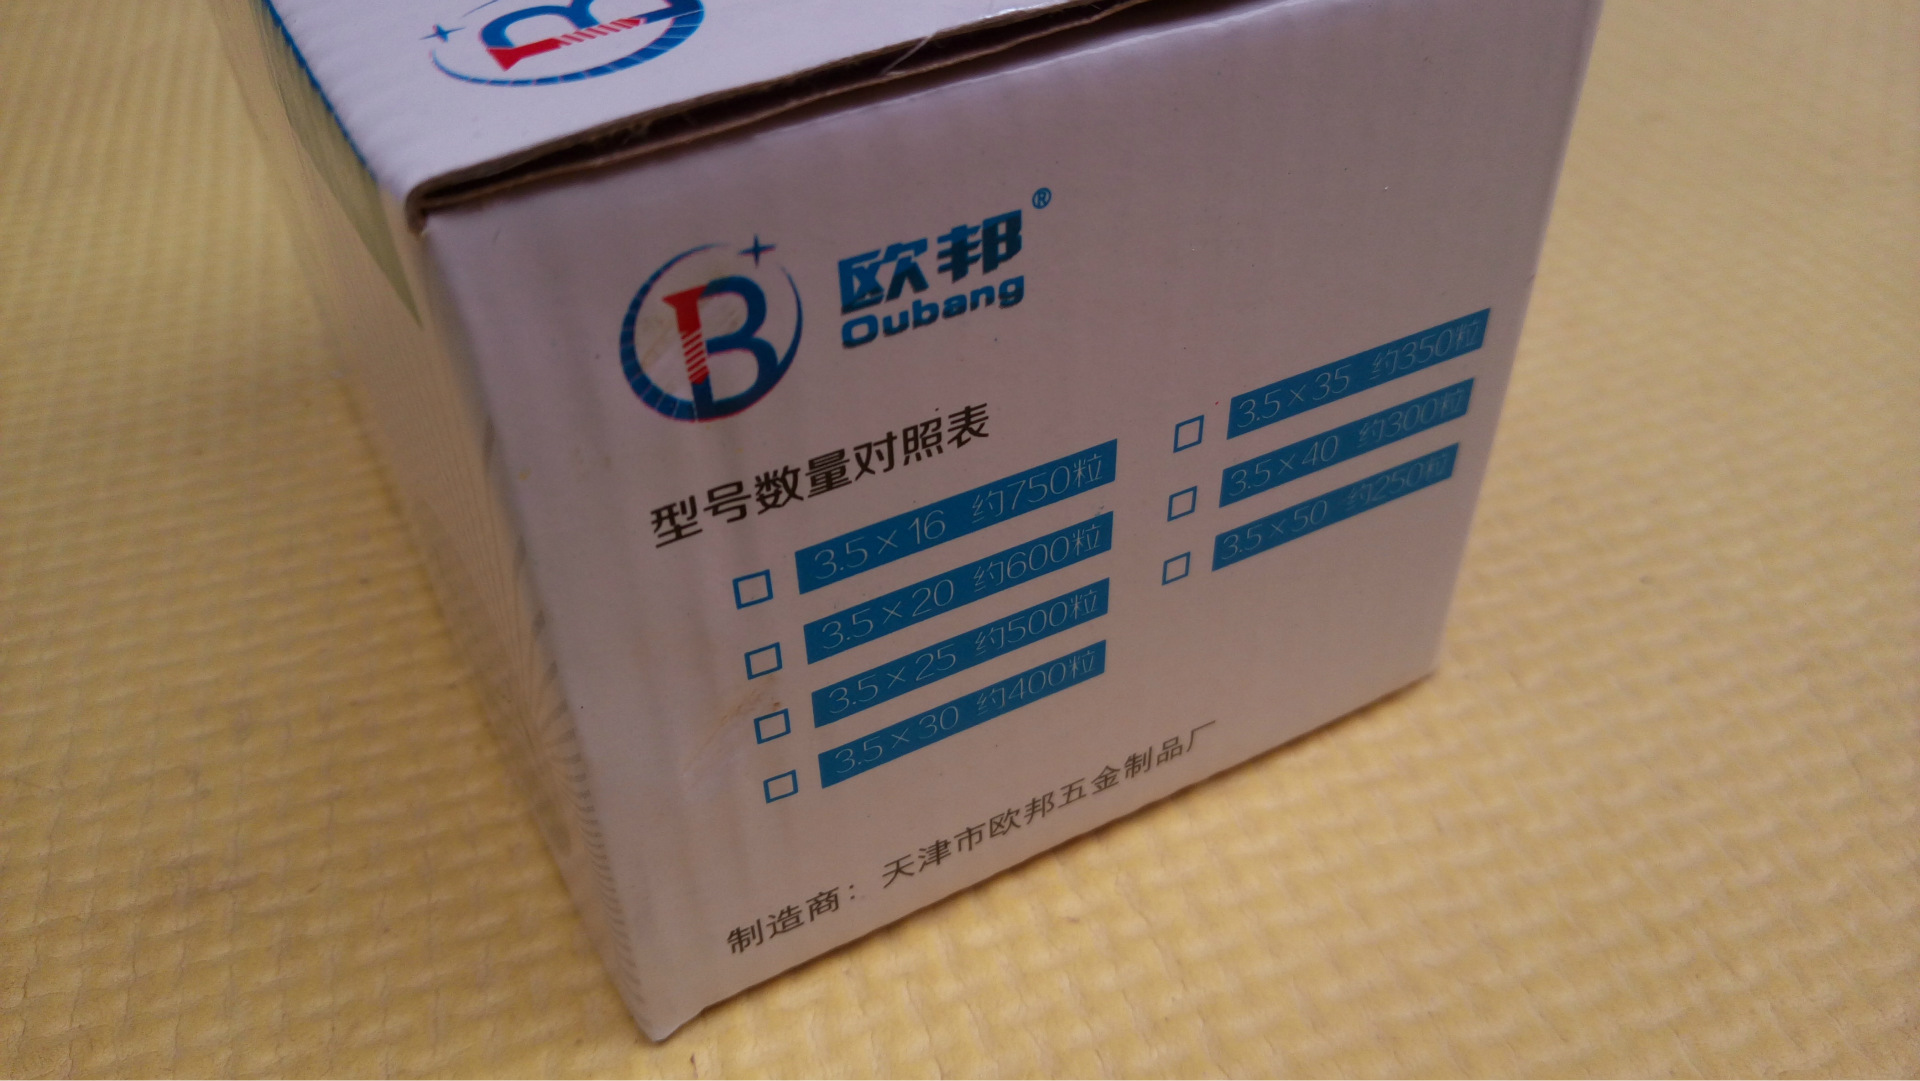 欧邦®
Oubang
型号数量对照表
3.5×16 约750粒
3.5×20 约600粒
3.5×25 约500粒
3.5×30 约400粒
3.5×35 约350粒
3.5×40 约300粒
3.5×50 约250粒
制造商：天津市欧邦五金制品厂